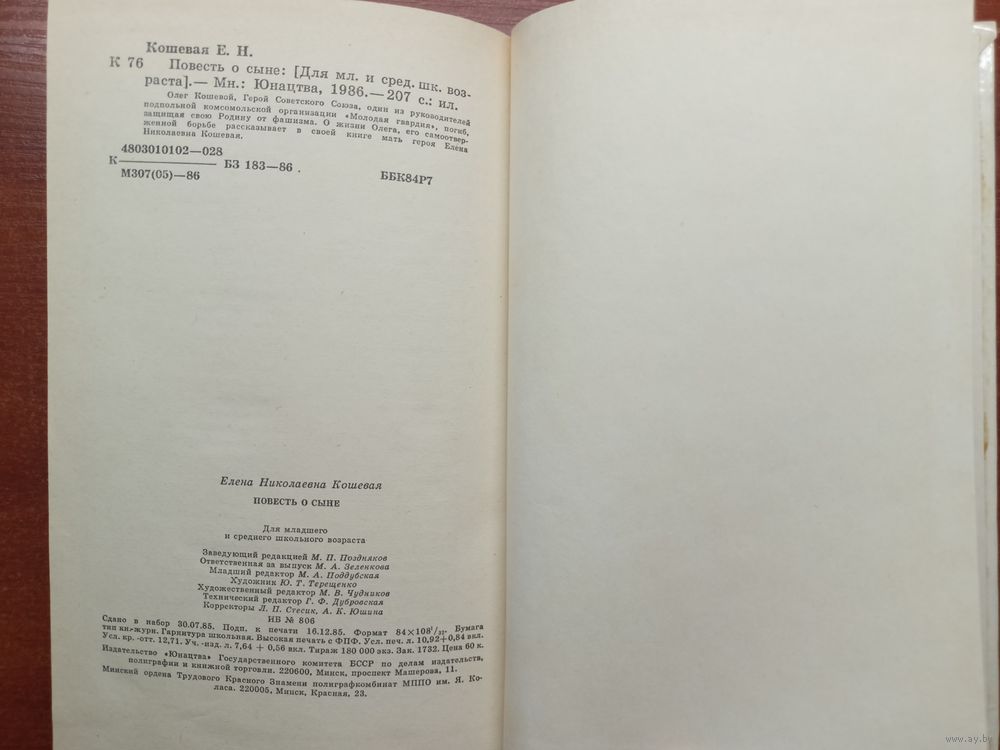 Кошевая Е. Н.
К 76 Повесть о сыне: [Для мл. и сред. шк. воз-
раста].— Мн.: Юнацтва, 1986.—207 с.: ил.
Олег Кошевой, Герой Советского Союза, один из руководителей
подпольной комсомольской организации «Молодая гвардия», погиб,
защищая свою Родину от фашизма. О жизни Олега, его самоотвер-
женной борьбе рассказывает в своей книге мать героя Елена
Николаевна Кошевая.
4803010102—028
К———— БЗ 183—86 .
М307(05)—86
ББК84Р7
Елена Николаевна Кошевая
ПОВЕСТЬ О СЫНЕ
Для младшего
и среднего школьного возраста
Заведующий редакцией М. П. Поздняков
Ответственная за выпуск М. А. Зеленкова
Младший редактор М. А. Поддубская
Художник Ю. Т. Терещенко
Художественный редактор М. В. Чудников
Технический редактор Г. Ф. Дубровская
Корректоры Л. П. Стесик, А. К. Юшина
ИБ № 806
Сдано в набор 30.07.85. Подп. к печати 16.12.85. Формат 84×108¹/₃₂. Бумага
тип кн.-журн. Гарнитура школьная. Высокая печать с ФПФ. Усл. печ. л. 10,92+0,84 вкл.
Усл. кр. -отт. 12,71. Уч. -изд. л. 7,64 + 0,56 вкл. Тираж 180 000 экз. Зак. 1732. Цена 60 к.
Издательство «Юнацтва» Государственного комитета БССР по делам издательств,
полиграфии и книжной торговли. 220600, Минск, проспект Машерова, 11.
Минский ордена Трудового Красного Знамени полиграфкомбинат МППО им. Я. Ко-
ласа. 220005, Минск, Красная, 23.
www.ay.by